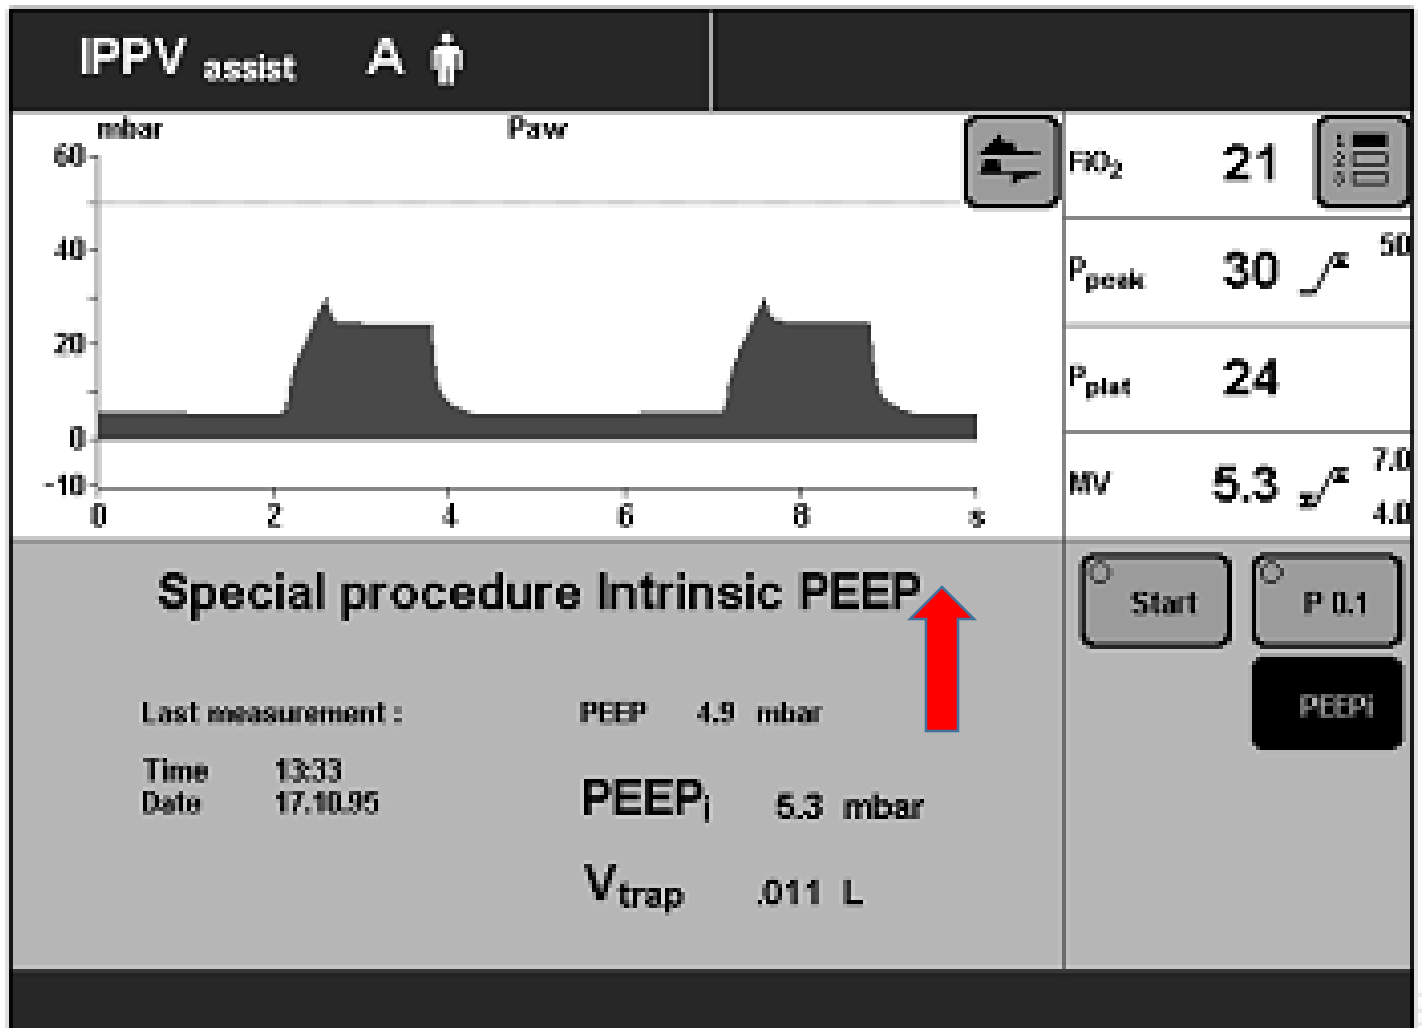 IPPV assist A
mbar Paw
60
40
20
0
-10
0 2 4 6 8 s
FiO2 21
Ppeak 30 50
Pplat 24
MV 5.3 7.0
4.0
Special procedure Intrinsic PEEP
Start P 0.1
PEEPi
Last measurement : PEEP 4.9 mbar
Time 13:33
Date 17.10.95
PEEPi 5.3 mbar
Vtrap .011 L